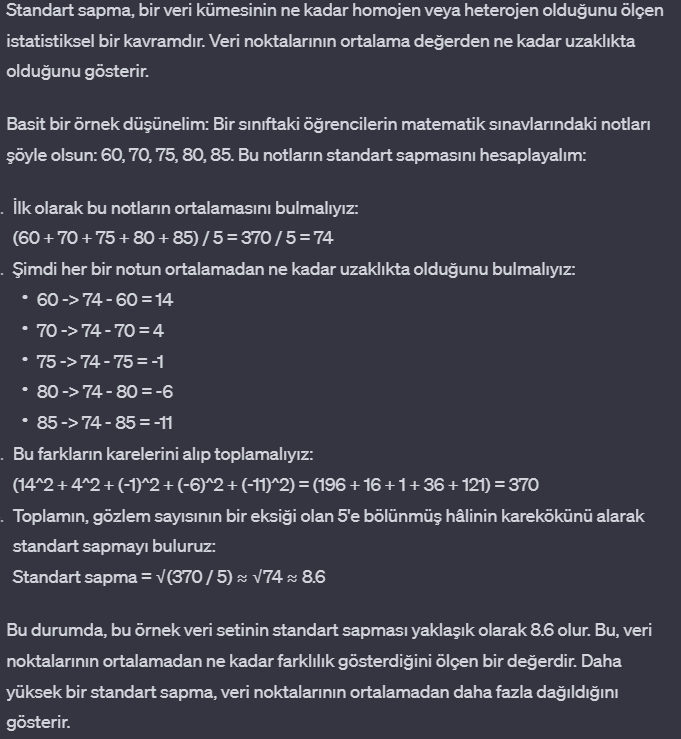 Standart sapma, bir veri kümesinin ne kadar homojen veya heterojen olduğunu ölçen
istatistiksel bir kavramdır. Veri noktalarının ortalama değerden ne kadar uzaklıkta
olduğunu gösterir.
Basit bir örnek düşünelim: Bir sınıftaki öğrencilerin matematik sınavlarındaki notları
şöyle olsun: 60, 70, 75, 80, 85. Bu notların standart sapmasını hesaplayalım:
. İlk olarak bu notların ortalamasını bulmalıyız:
(60 + 70 + 75 + 80 + 85) / 5 = 370 / 5 = 74
. Şimdi her bir notun ortalamadan ne kadar uzaklıkta olduğunu bulmalıyız:
• 60 -> 74 - 60 = 14
• 70 -> 74 - 70 = 4
• 75 -> 74 - 75 = -1
• 80 -> 74 - 80 = -6
• 85 -> 74 - 85 = -11
. Bu farkların karelerini alıp toplamalıyız:
(14^2 + 4^2 + (-1)^2 + (-6)^2 + (-11)^2) = (196 + 16 + 1 + 36 + 121) = 370
. Toplamın, gözlem sayısının bir eksiği olan 5'e bölünmüş hâlinin karekökünü alarak
standart sapmayı buluruz:
Standart sapma = √(370 / 5) ≈ √74 ≈ 8.6
Bu durumda, bu örnek veri setinin standart sapması yaklaşık olarak 8.6 olur. Bu, veri
noktalarının ortalamadan ne kadar farklılık gösterdiğini ölçen bir değerdir. Daha
yüksek bir standart sapma, veri noktalarının ortalamadan daha fazla dağıldığını
gösterir.